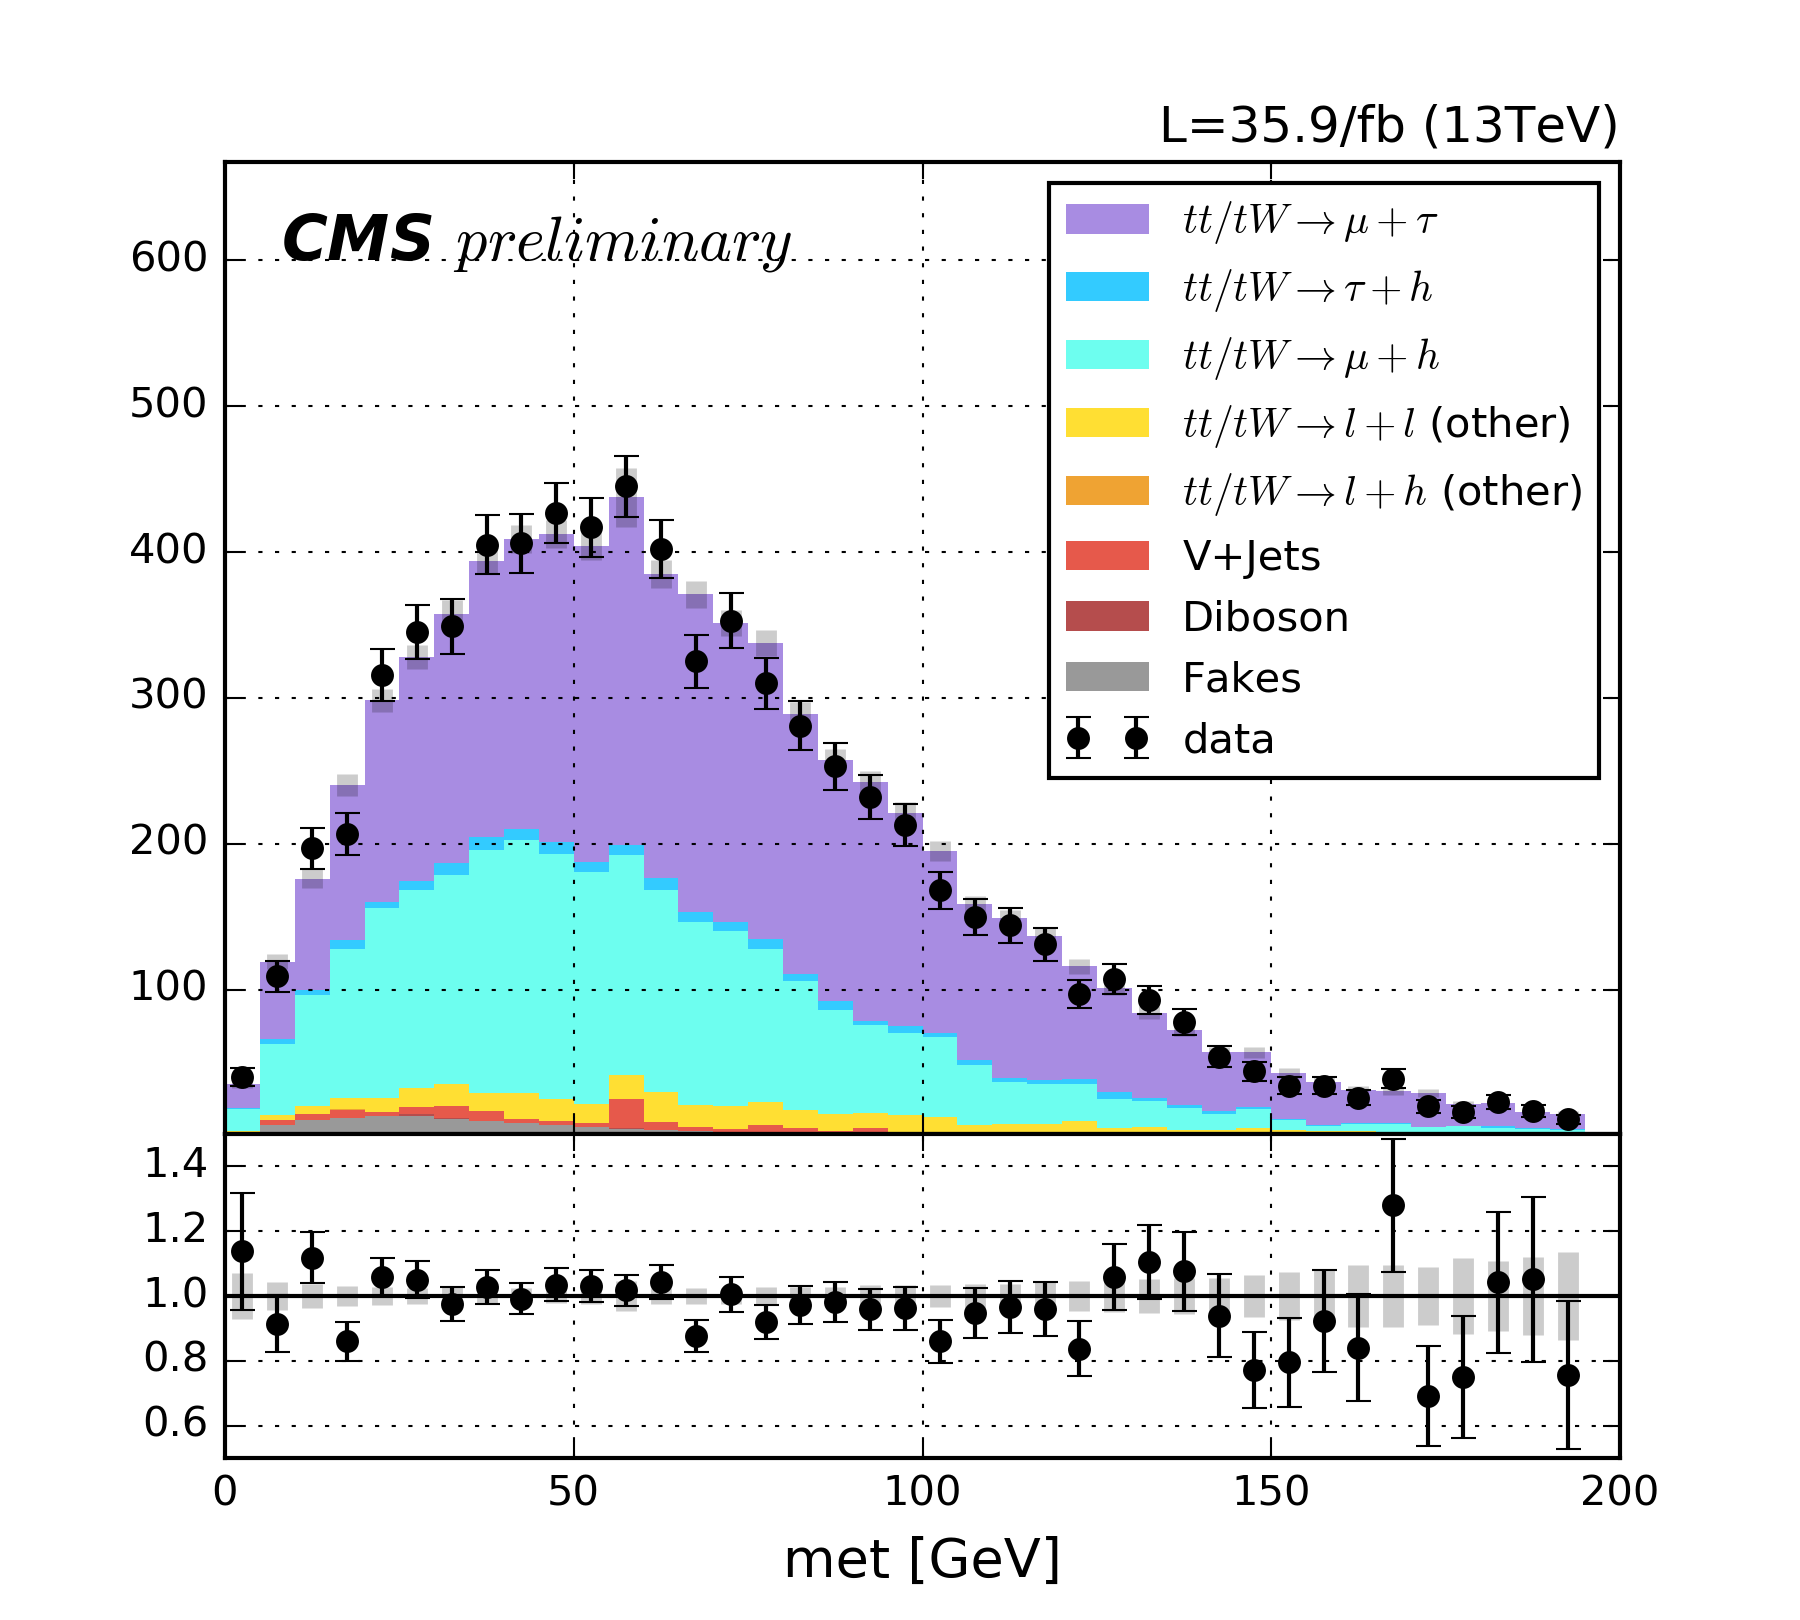 L=35.9/fb (13TeV)
CMS preliminary
tt/tW→μ+τ
tt/tW→τ+h
tt/tW→μ+h
tt/tW→l+l (other)
tt/tW→l+h (other)
V+Jets
Diboson
Fakes
data
600
500
400
300
200
100
1.4
1.2
1.0
0.8
0.6
0 50 100 150 200
met [GeV]